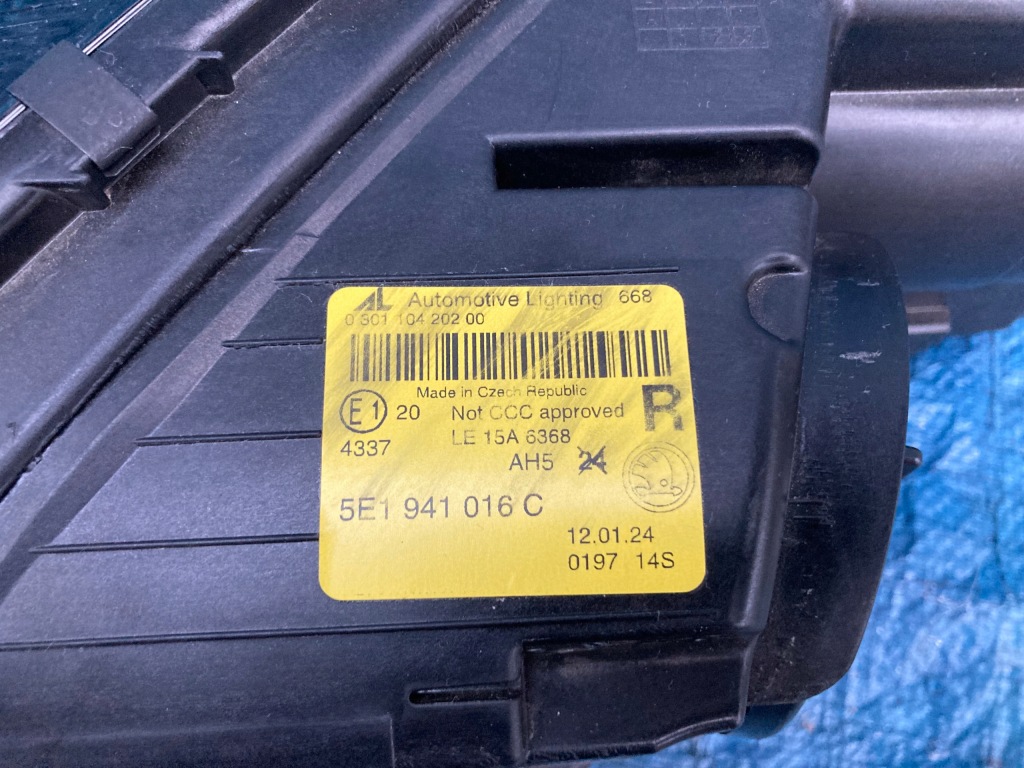 AL Automotive Lighting 668
0 301 104 202 00
Made in Czech Republic
E1 20 Not CCC approved R
4337 LE 15A 6368
AH5 24
5E1 941 016 C
12.01.24
0197 14S